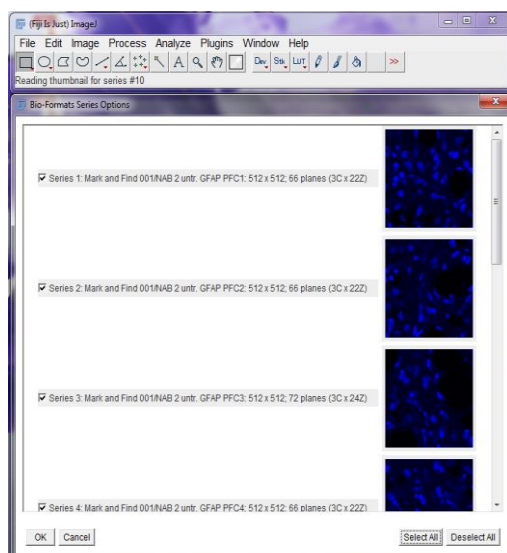 (Fiji Is Just) ImageJ
File Edit Image Process Analyze Plugins Window Help
A Dev Stk LUT >>
Reading thumbnail for series #10
Bio-Formats Series Options
Series 1: Mark and Find 001/NAB 2 untr. GFAP PFC1: 512 x 512; 66 planes (3C x 22Z)
Series 2: Mark and Find 001/NAB 2 untr. GFAP PFC2: 512 x 512; 66 planes (3C x 22Z)
Series 3: Mark and Find 001/NAB 2 untr. GFAP PFC3: 512 x 512; 72 planes (3C x 24Z)
Series 4: Mark and Find 001/NAB 2 untr. GFAP PFC4: 512 x 512; 66 planes (3C x 22Z)
OK Cancel Select All Deselect All